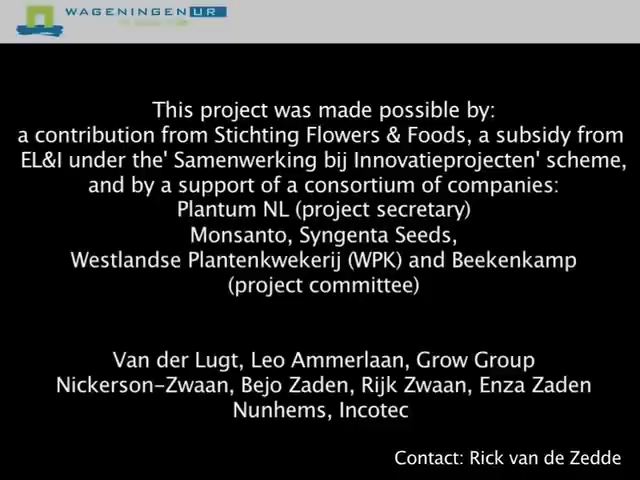 WAGENINGEN UR
This project was made possible by:
a contribution from Stichting Flowers & Foods, a subsidy from
EL&I under the' Samenwerking bij Innovatieprojecten' scheme,
and by a support of a consortium of companies:
Plantum NL (project secretary)
Monsanto, Syngenta Seeds,
Westlandse Plantenkwekerij (WPK) and Beekenkamp
(project committee)
Van der Lugt, Leo Ammerlaan, Grow Group
Nickerson-Zwaan, Bejo Zaden, Rijk Zwaan, Enza Zaden
Nunhems, Incotec
Contact: Rick van de Zedde